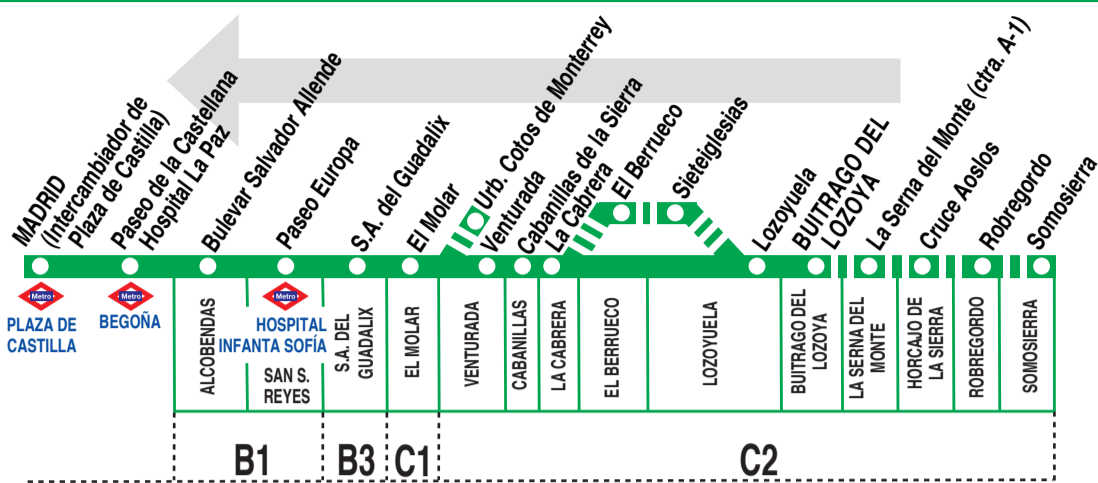 MADRID
(Intercambiador de
Plaza de Castilla)
Paseo de la Castellana
Hospital La Paz
Bulevar Salvador Allende
Paseo Europa
S.A. del Guadalix
El Molar
Urb. Cotos de Monterrey
Venturada
Cabanillas de la Sierra
La Cabrera
El Berrueco
Sieteiglesias
Lozoyuela
BUITRAGO DEL
LOZOYA
La Serna del Monte (ctra. A-1)
Cruce Aoslos
Robregordo
Somosierra
Metro
PLAZA DE
CASTILLA
Metro
BEGOÑA
Metro
HOSPITAL
INFANTA SOFÍA
ALCOBENDAS
SAN S.
REYES
S.A. DEL
GUADALIX
EL MOLAR
VENTURADA
CABANILLAS
LA CABRERA
EL BERRUECO
LOZOYUELA
BUITRAGO DEL
LOZOYA
LA SERNA DEL
MONTE
HORCAJO DE
LA SIERRA
ROBREGORDO
SOMOSIERRA
B1
B3
C1
C2